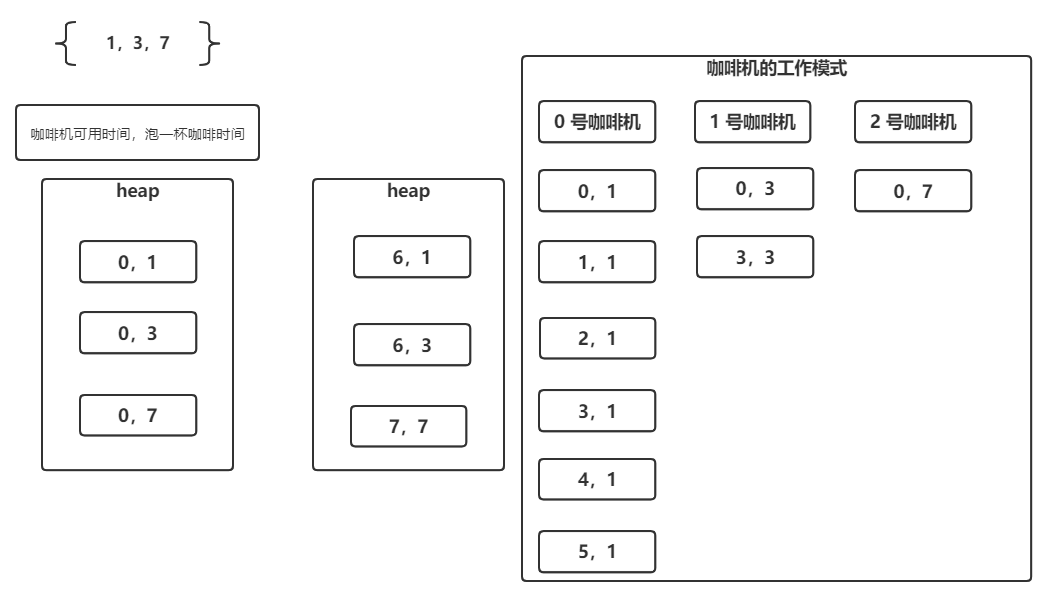 1，3，7
咖啡机可用时间，泡一杯咖啡时间
heap
0，1
0，3
0，7
heap
6，1
6，3
7，7
咖啡机的工作模式
0 号咖啡机
1 号咖啡机
2 号咖啡机
0，1
0，3
0，7
1，1
3，3
2，1
3，1
4，1
5，1